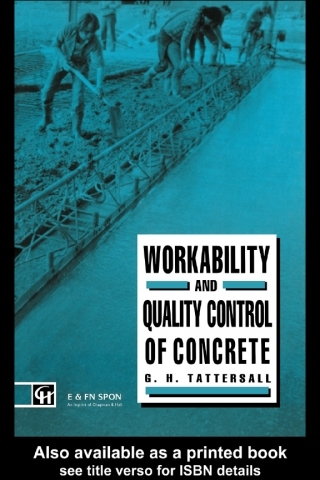 WORKABILITY
AND
QUALITY CONTROL
OF CONCRETE
G. H. TATTERSALL
CH
E & FN SPON
An Imprint of Chapman & Hall
Also available as a printed book
see title verso for ISBN details